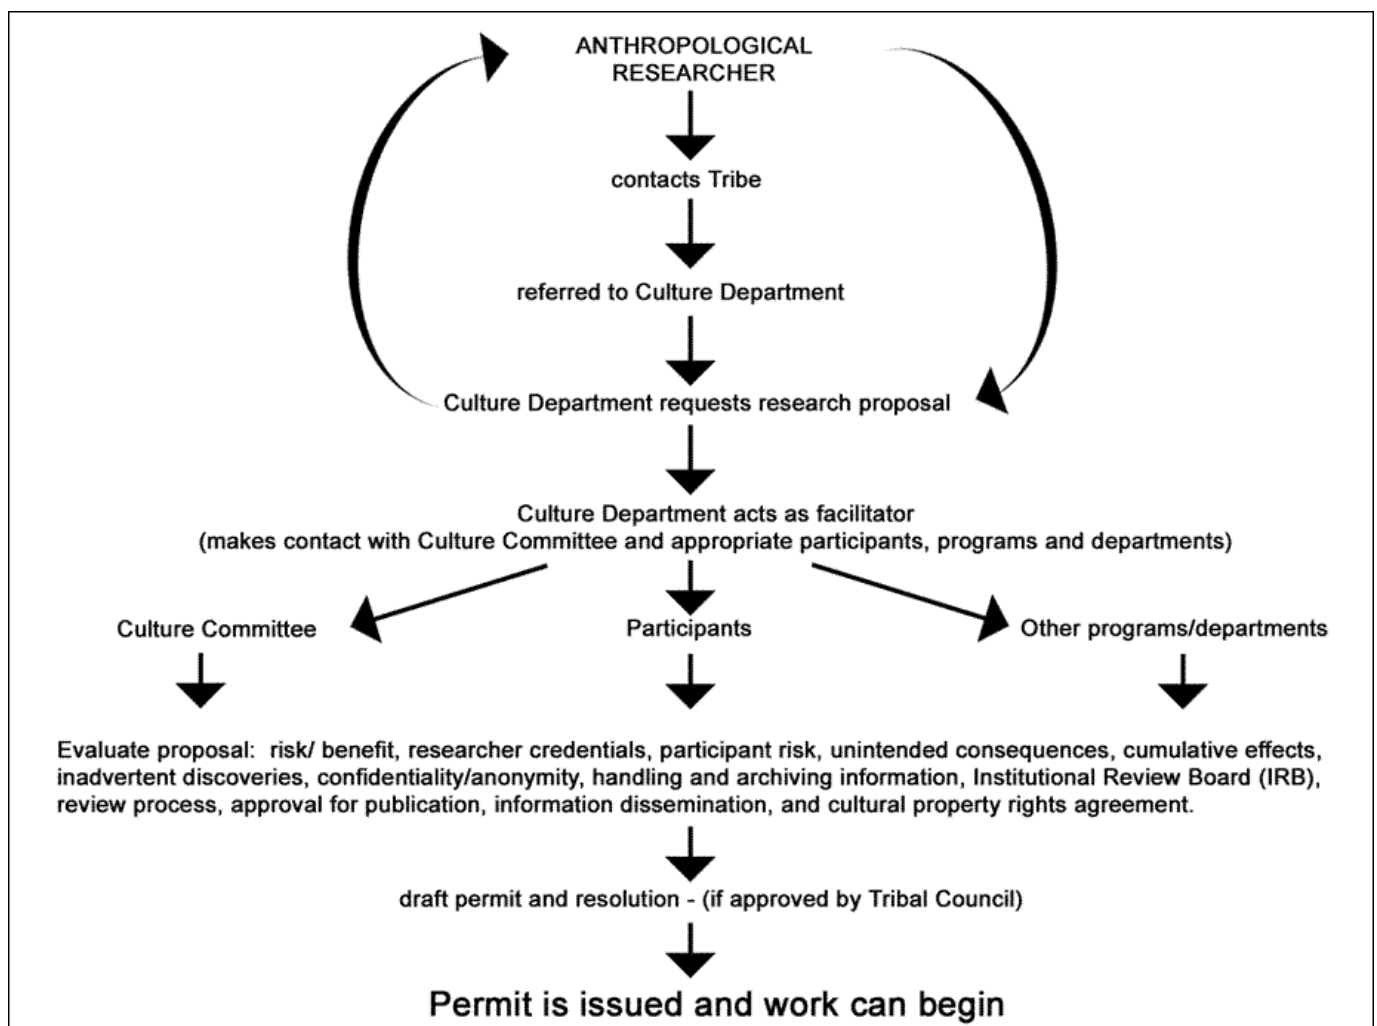 ANTHROPOLOGICAL
RESEARCHER
contacts Tribe
referred to Culture Department
Culture Department requests research proposal
Culture Department acts as facilitator
(makes contact with Culture Committee and appropriate participants, programs and departments)
Culture Committee
Participants
Other programs/departments
Evaluate proposal:  risk/ benefit, researcher credentials, participant risk, unintended consequences, cumulative effects,
inadvertent discoveries, confidentiality/anonymity, handling and archiving information, Institutional Review Board (IRB),
review process, approval for publication, information dissemination, and cultural property rights agreement.
draft permit and resolution - (if approved by Tribal Council)
Permit is issued and work can begin